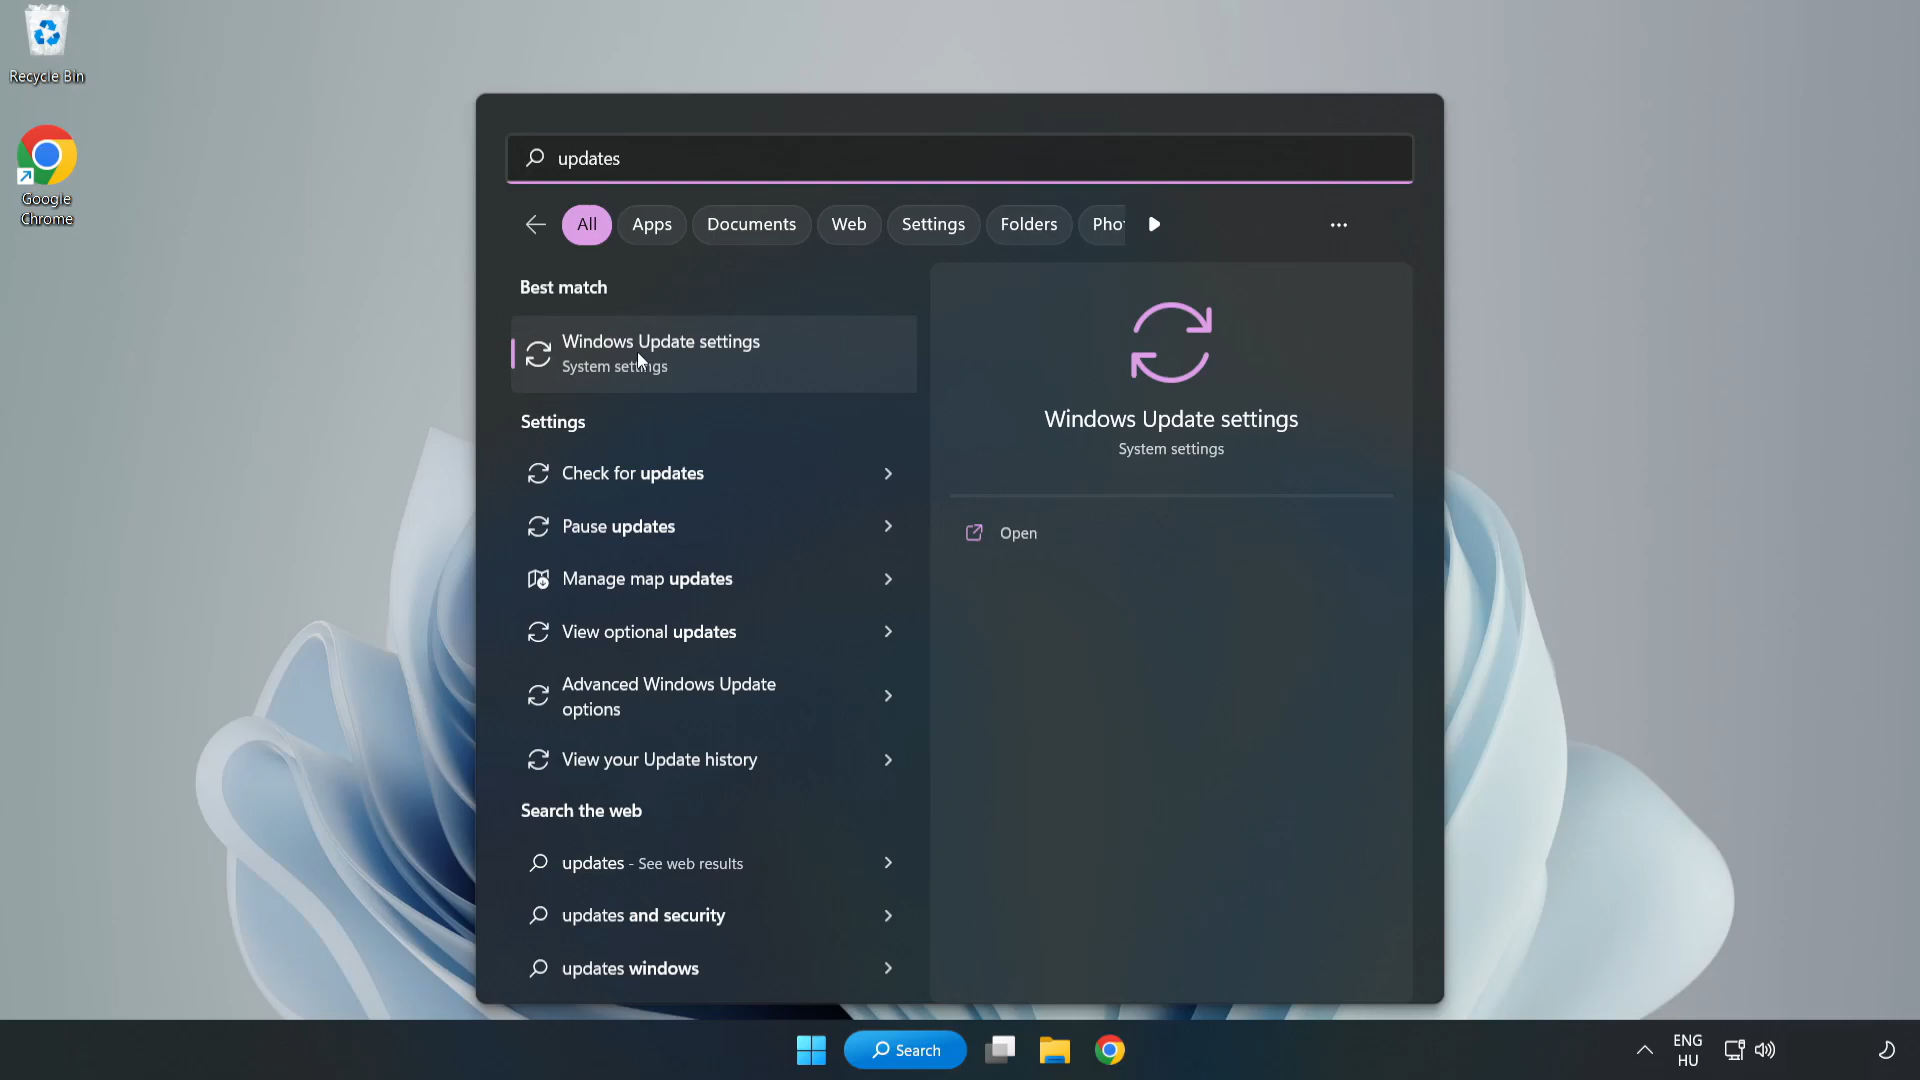 Recycle Bin
Google
Chrome
updates
All
Apps
Documents
Web
Settings
Folders
Best match
Windows Update settings
System settings
Settings
Check for updates
Pause updates
Manage map updates
View optional updates
Advanced Windows Update
options
View your Update history
Search the web
updates - See web results
updates and security
updates windows
Windows Update settings
System settings
Open
Search
ENG
HU